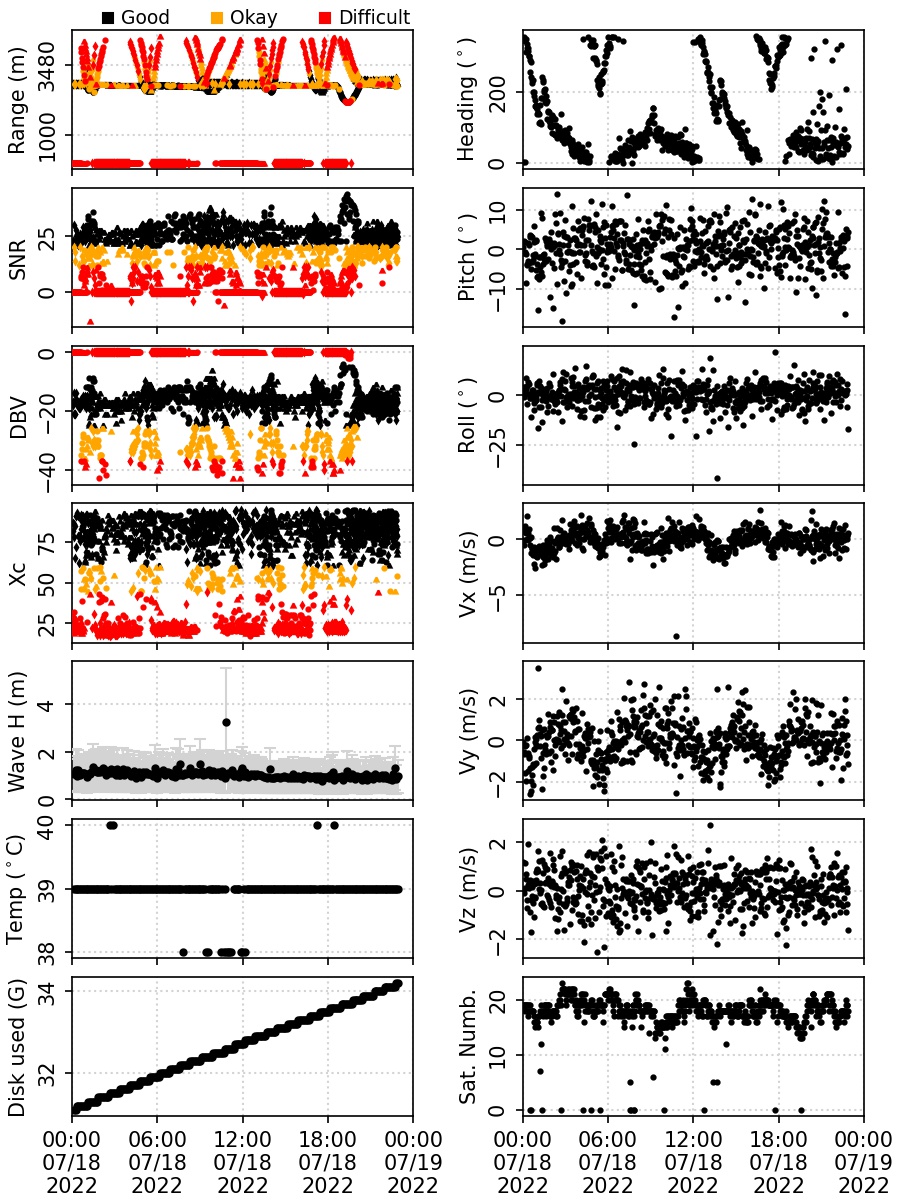 Good Okay Difficult
Range (m)
3480
1000
Heading (°)
200
0
SNR
25
0
Pitch (°)
10
0
−10
DBV
0
−20
−40
Roll (°)
0
−25
Xc
75
50
25
Vx (m/s)
0
−5
Wave H (m)
4
2
0
Vy (m/s)
2
0
−2
Temp (°C)
40
39
38
Vz (m/s)
2
0
−2
Disk used (G)
34
32
Sat. Numb.
20
10
0
00:00 06:00 12:00 18:00 00:00
07/18 07/18 07/18 07/18 07/19
2022 2022 2022 2022 2022
00:00 06:00 12:00 18:00 00:00
07/18 07/18 07/18 07/18 07/19
2022 2022 2022 2022 2022